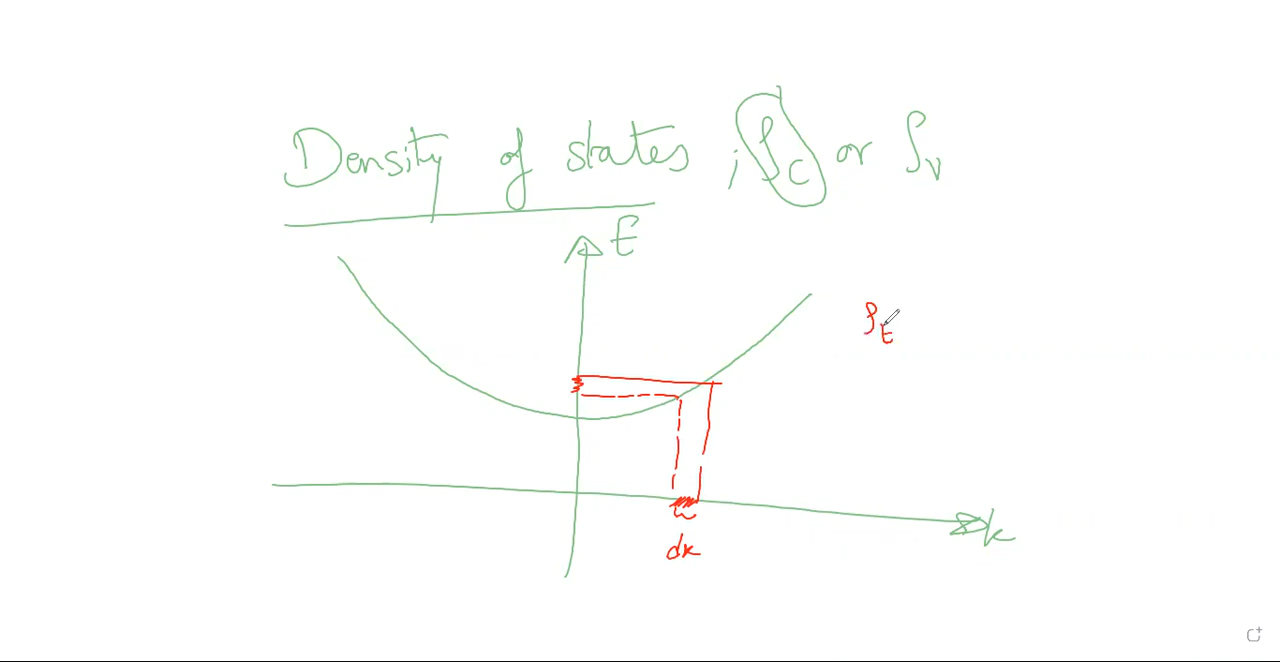 Density of states ; ρc or ρv
E
ρE
k
dk